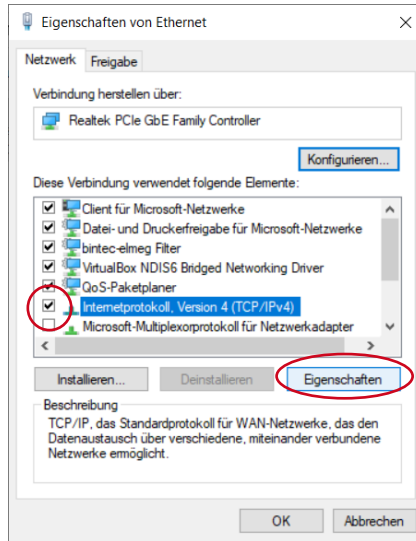 Eigenschaften von Ethernet
Netzwerk Freigabe
Verbindung herstellen über:
Realtek PCIe GbE Family Controller
Konfigurieren...
Diese Verbindung verwendet folgende Elemente:
Client für Microsoft-Netzwerke
Datei- und Druckerfreigabe für Microsoft-Netzwerke
bintec-elmeg Filter
VirtualBox NDIS6 Bridged Networking Driver
QoS-Paketplaner
Internetprotokoll, Version 4 (TCP/IPv4)
Microsoft-Multiplexorprotokoll für Netzwerkadapter
Installieren... Deinstallieren Eigenschaften
Beschreibung
TCP/IP, das Standardprotokoll für WAN-Netzwerke, das den
Datenaustausch über verschiedene, miteinander verbundene
Netzwerke ermöglicht.
OK Abbrechen